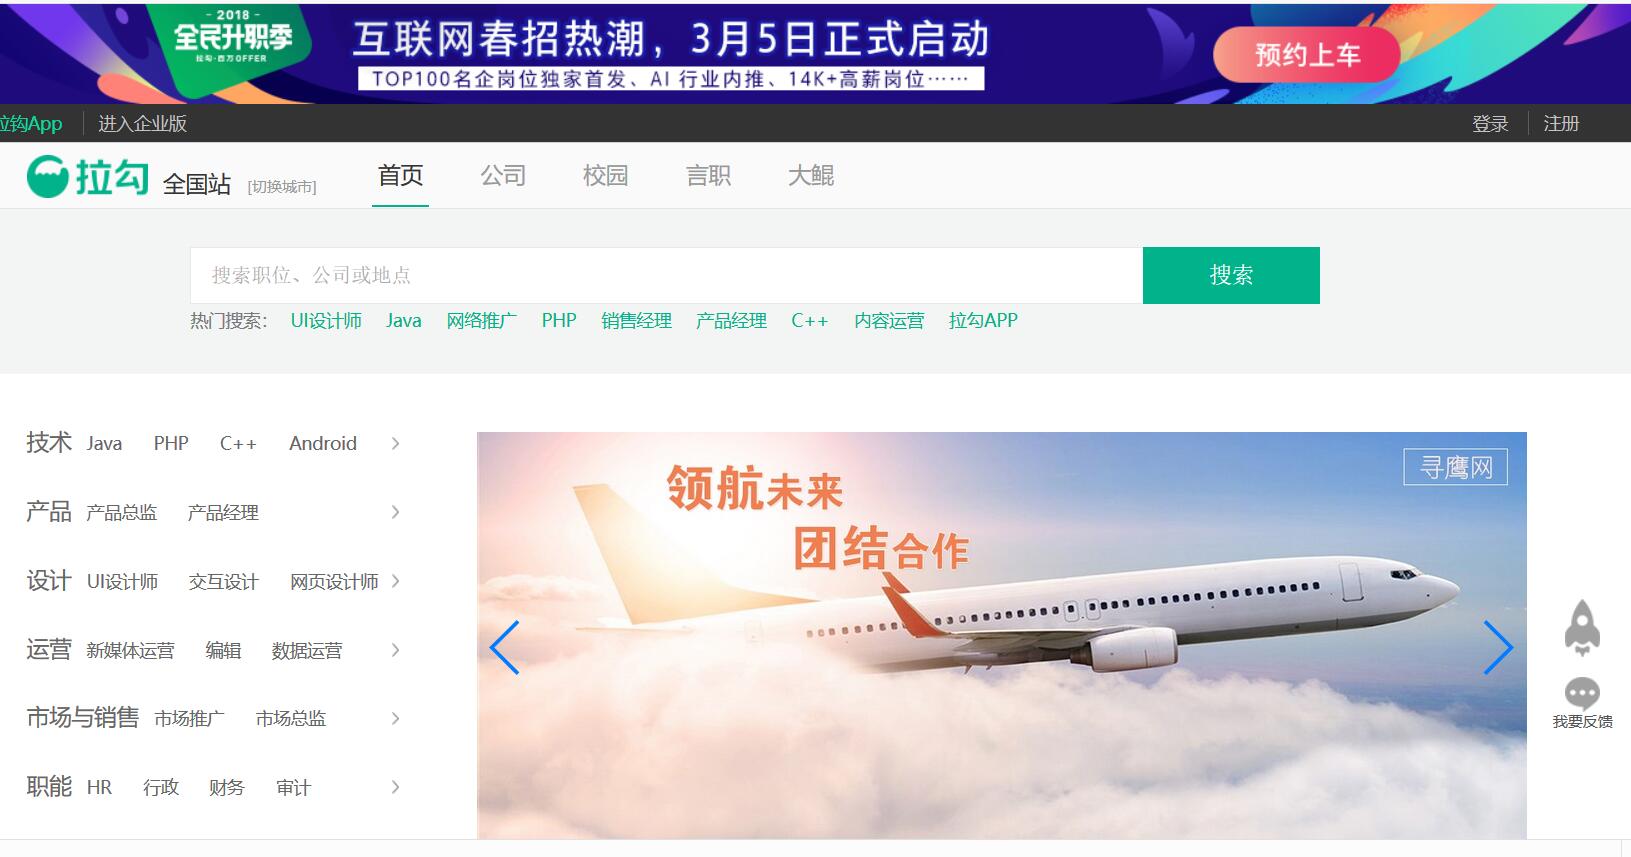 - 2018 -
全民升职季
拉勾·百万OFFER
互联网春招热潮，3月5日正式启动
TOP100名企岗位独家首发、AI 行业内推、14K+高薪岗位……
预约上车
拉钩App 进入企业版 登录 注册
拉勾 全国站 [切换城市] 首页 公司 校园 言职 大鲲
搜索职位、公司或地点 搜索
热门搜索： UI设计师 Java 网络推广 PHP 销售经理 产品经理 C++ 内容运营 拉勾APP
技术 Java PHP C++ Android
产品 产品总监 产品经理
设计 UI设计师 交互设计 网页设计师
运营 新媒体运营 编辑 数据运营
市场与销售 市场推广 市场总监
职能 HR 行政 财务 审计
寻鹰网
领航未来
团结合作
我要反馈